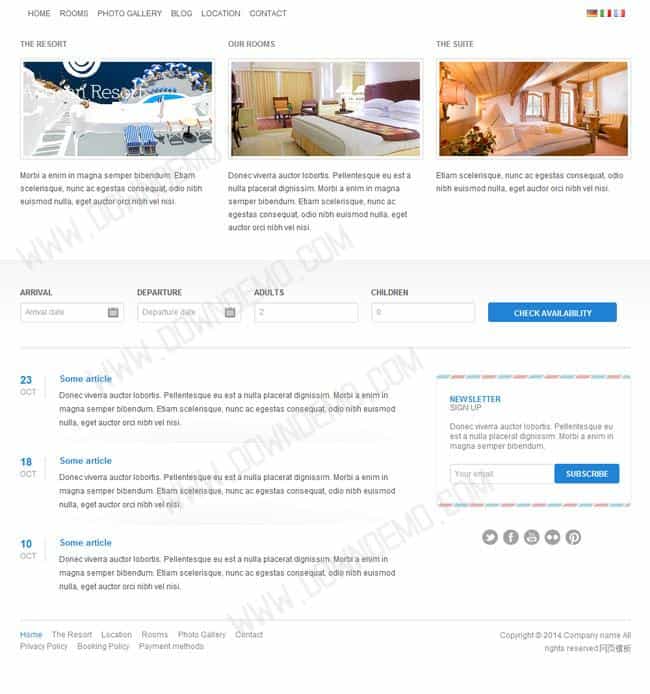 HOME ROOMS PHOTO GALLERY BLOG LOCATION CONTACT
THE RESORT
OUR ROOMS
THE SUITE
Resort
Morbi a enim in magna semper bibendum. Etiam
scelerisque, nunc ac egestas consequat, odio nibh
euismod nulla, eget auctor orci nibh vel nisi.
Donec viverra auctor lobortis. Pellentesque eu est a
nulla placerat dignissim. Morbi a enim in magna
semper bibendum. Etiam scelerisque, nunc ac
egestas consequat, odio nibh euismod nulla, eget
auctor orci nibh vel nisi.
Etiam scelerisque, nunc ac egestas consequat, odio
nibh euismod nulla, eget auctor orci nibh vel nisi.
WWW.DOWNDEMO.COM
ARRIVAL DEPARTURE ADULTS CHILDREN
Arrival date Departure date 2 0 CHECK AVAILABILITY
WWW.DOWNDEMO.COM
23
OCT
Some article
Donec viverra auctor lobortis. Pellentesque eu est a nulla placerat dignissim. Morbi a enim in
magna semper bibendum. Etiam scelerisque, nunc ac egestas consequat, odio nibh euismod
nulla, eget auctor orci nibh vel nisi.
18
OCT
Some article
Donec viverra auctor lobortis. Pellentesque eu est a nulla placerat dignissim. Morbi a enim in
magna semper bibendum. Etiam scelerisque, nunc ac egestas consequat, odio nibh euismod
nulla, eget auctor orci nibh vel nisi.
WWW.DOWNDEMO.COM
10
OCT
Some article
Donec viverra auctor lobortis. Pellentesque eu est a nulla placerat dignissim. Morbi a enim in
magna semper bibendum. Etiam scelerisque, nunc ac egestas consequat, odio nibh euismod
nulla, eget auctor orci nibh vel nisi.
WWW.DOWNDEMO.COM
NEWSLETTER
SIGN UP
Donec viverra auctor lobortis. Pellentesque eu
est a nulla placerat dignissim. Morbi a enim in
magna semper bibendum.
Your email SUBSCRIBE
Home The Resort Location Rooms Photo Gallery Contact
Privacy Policy Booking Policy Payment methods
Copyright © 2014.Company name All
rights reserved.网页模板